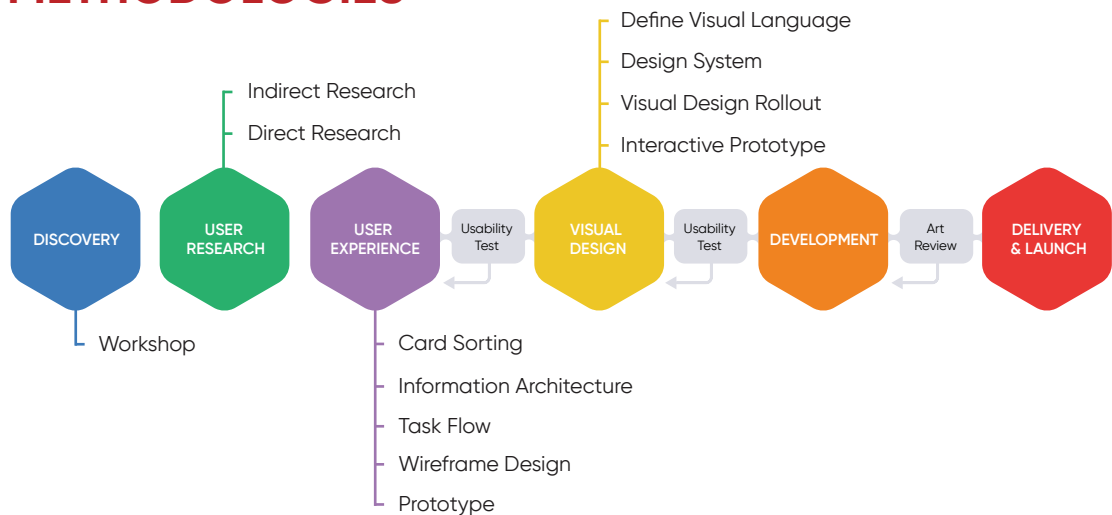 METHODOLOGIES
Define Visual Language
Design System
Visual Design Rollout
Interactive Prototype
Indirect Research
Direct Research
DISCOVERY
USER
RESEARCH
USER
EXPERIENCE
Usability
Test
VISUAL
DESIGN
Usability
Test
DEVELOPMENT
Art
Review
DELIVERY
& LAUNCH
Workshop
Card Sorting
Information Architecture
Task Flow
Wireframe Design
Prototype